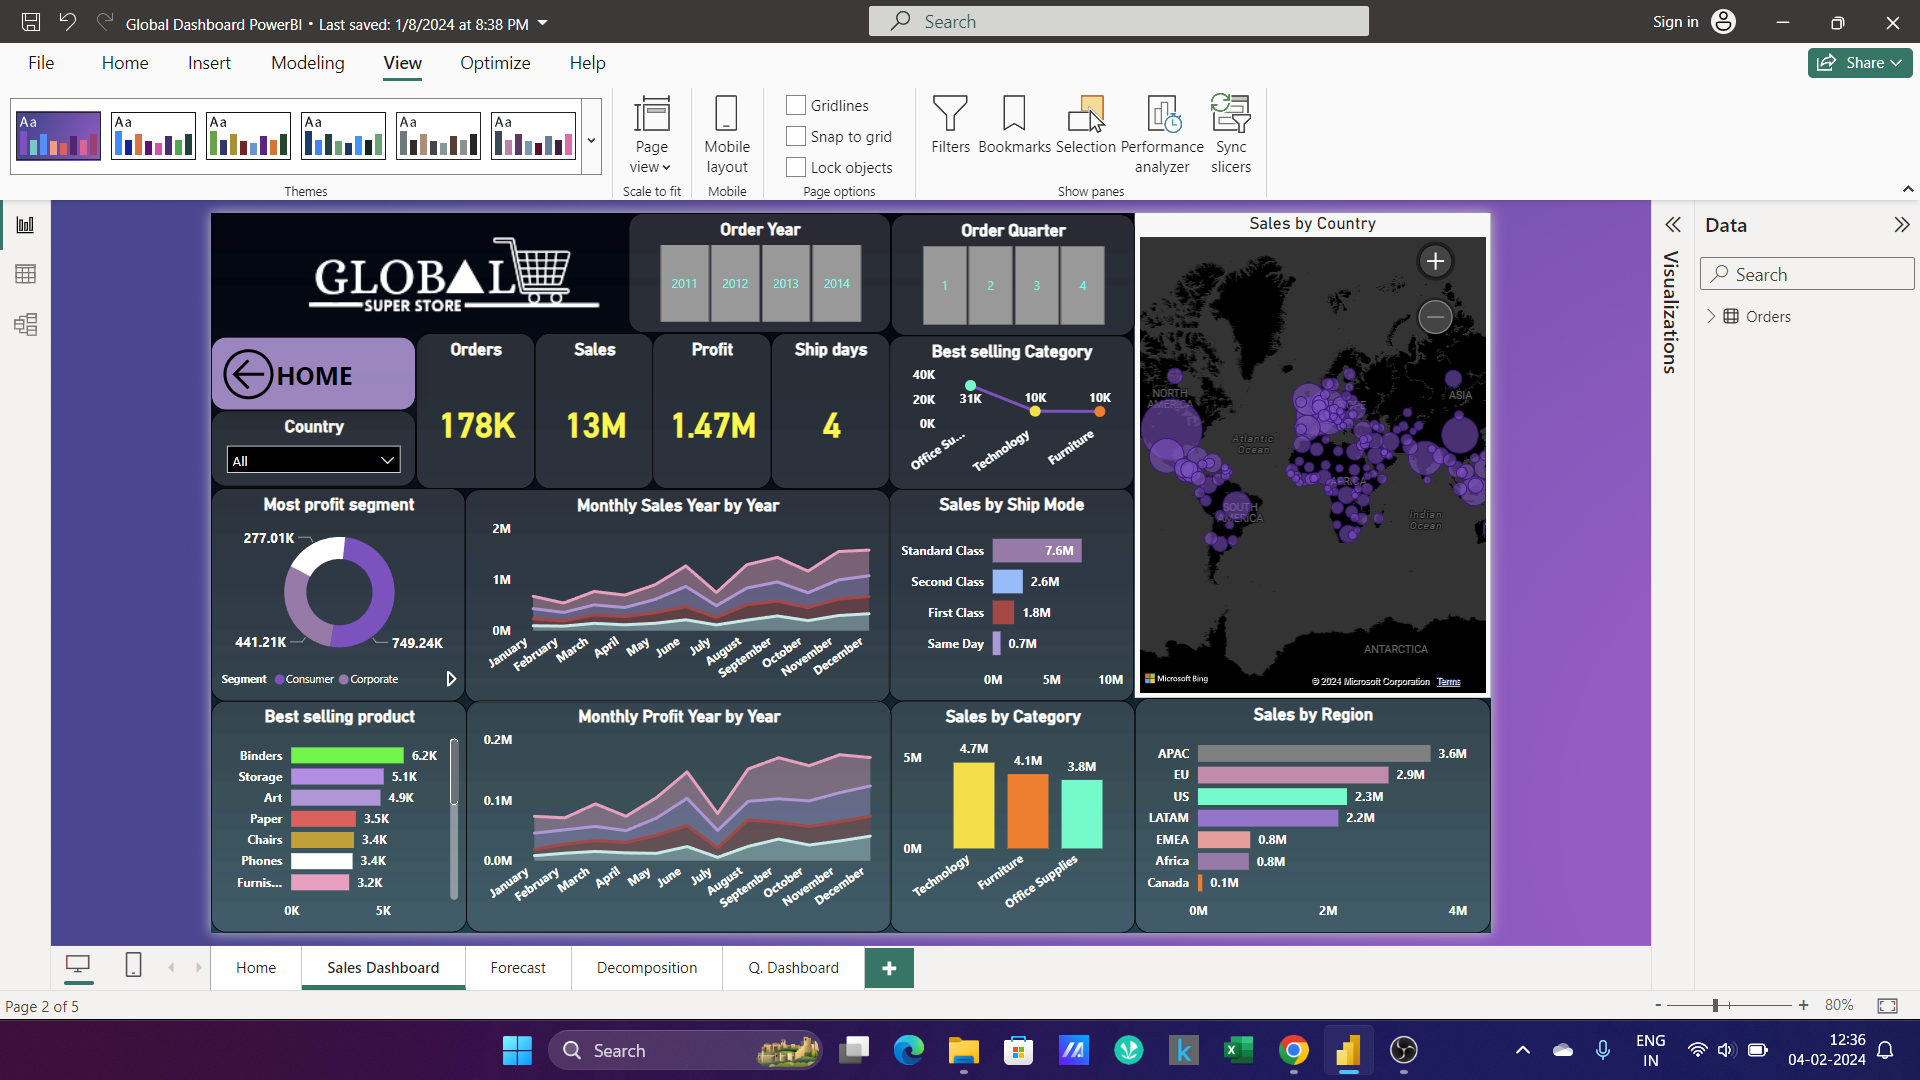 Global Dashboard PowerBI • Last saved: 1/8/2024 at 8:38 PM
Search
Sign in
File
Home
Insert
Modeling
View
Optimize
Help
Share
Aa
Aa
Aa
Aa
Aa
Aa
Themes
Page view
Scale to fit
Mobile layout
Mobile
Gridlines
Snap to grid
Lock objects
Page options
Filters
Bookmarks
Selection
Performance analyzer
Sync slicers
Show panes
GLOBAL
SUPER STORE
Order Year
2011
2012
2013
2014
Order Quarter
1
2
3
4
Sales by Country
NORTH AMERICA
Atlantic Ocean
ASIA
AFRICA
SOUTH AMERICA
Indian Ocean
ANTARCTICA
Microsoft Bing
© 2024 Microsoft Corporation Terms
HOME
Country
All
Orders
178K
Sales
13M
Profit
1.47M
Ship days
4
Best selling Category
40K
20K
0K
31K
10K
10K
Office Su...
Technology
Furniture
Most profit segment
277.01K
441.21K
749.24K
Segment
Consumer
Corporate
Monthly Sales Year by Year
2M
1M
0M
January
February
March
April
May
June
July
August
September
October
November
December
Sales by Ship Mode
Standard Class 7.6M
Second Class 2.6M
First Class 1.8M
Same Day 0.7M
0M 5M 10M
Best selling product
Binders 6.2K
Storage 5.1K
Art 4.9K
Paper 3.5K
Chairs 3.4K
Phones 3.4K
Furnis... 3.2K
0K 5K
Monthly Profit Year by Year
0.2M
0.1M
0.0M
January
February
March
April
May
June
July
August
September
October
November
December
Sales by Category
5M
0M
4.7M
4.1M
3.8M
Technology
Furniture
Office Supplies
Sales by Region
APAC 3.6M
EU 2.9M
US 2.3M
LATAM 2.2M
EMEA 0.8M
Africa 0.8M
Canada 0.1M
0M 2M 4M
Visualizations
Data
Search
Orders
Home
Sales Dashboard
Forecast
Decomposition
Q. Dashboard
Page 2 of 5
80%
Search
ENG
IN
12:36
04-02-2024